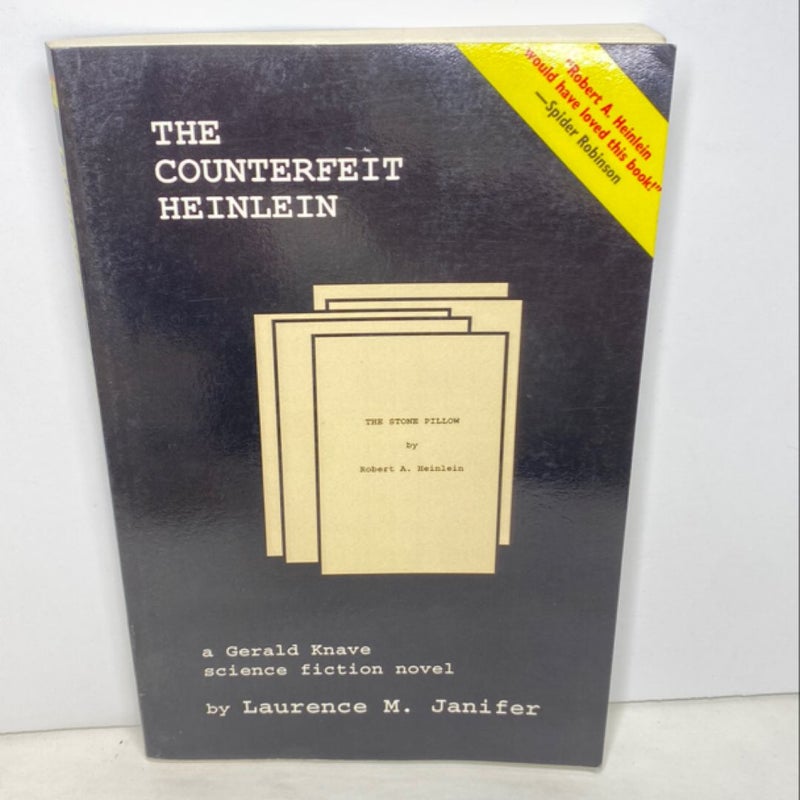 THE
COUNTERFEIT
HEINLEIN
"Robert A. Heinlein
would have loved this book!"
—Spider Robinson
THE STONE PILLOW
by
Robert A. Heinlein
a Gerald Knave
science fiction novel
by Laurence M. Janifer